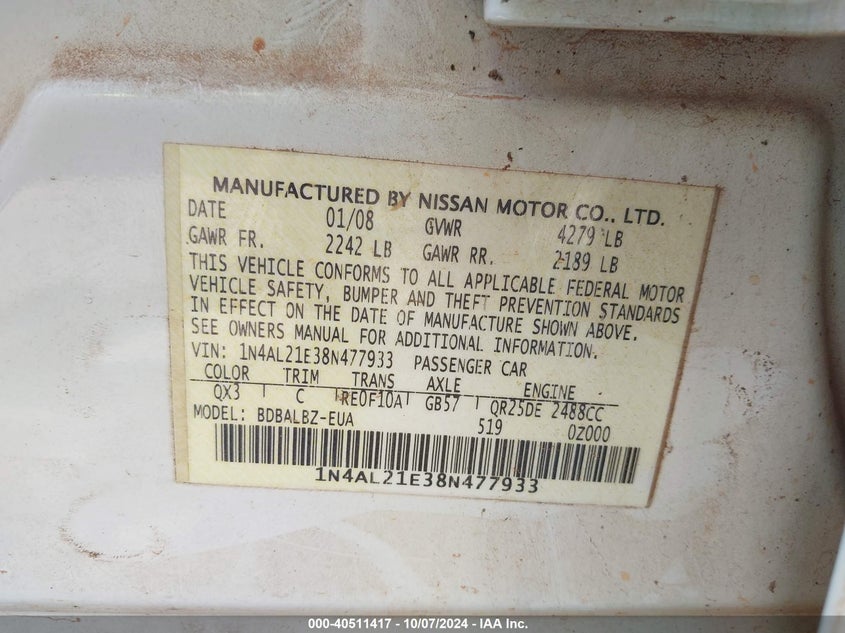 MANUFACTURED BY NISSAN MOTOR CO., LTD.
DATE 01/08 GVWR 4279 LB
GAWR FR. 2242 LB GAWR RR. 2189 LB
THIS VEHICLE CONFORMS TO ALL APPLICABLE FEDERAL MOTOR
VEHICLE SAFETY, BUMPER AND THEFT PREVENTION STANDARDS
IN EFFECT ON THE DATE OF MANUFACTURE SHOWN ABOVE.
SEE OWNERS MANUAL FOR ADDITIONAL INFORMATION.
VIN: 1N4AL21E38N477933 PASSENGER CAR
COLOR TRIM TRANS AXLE ENGINE
QX3 C RE0F10A GB57 QR25DE 2488CC
MODEL: BDBALBZ-EUA 519 0Z000
1N4AL21E38N477933
000-40511417 - 10/07/2024 - IAA Inc.